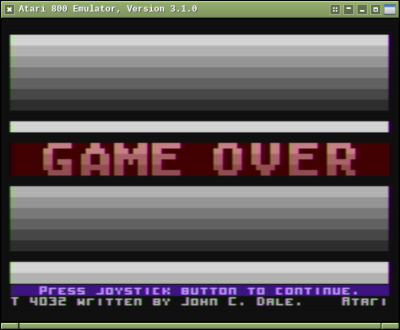 Atari 800 Emulator, Version 3.1.0
GAME OVER
PRESS JOYSTICK BUTTON TO CONTINUE.
T 4032 WRITTEN BY JOHN C. DALE. ATARI